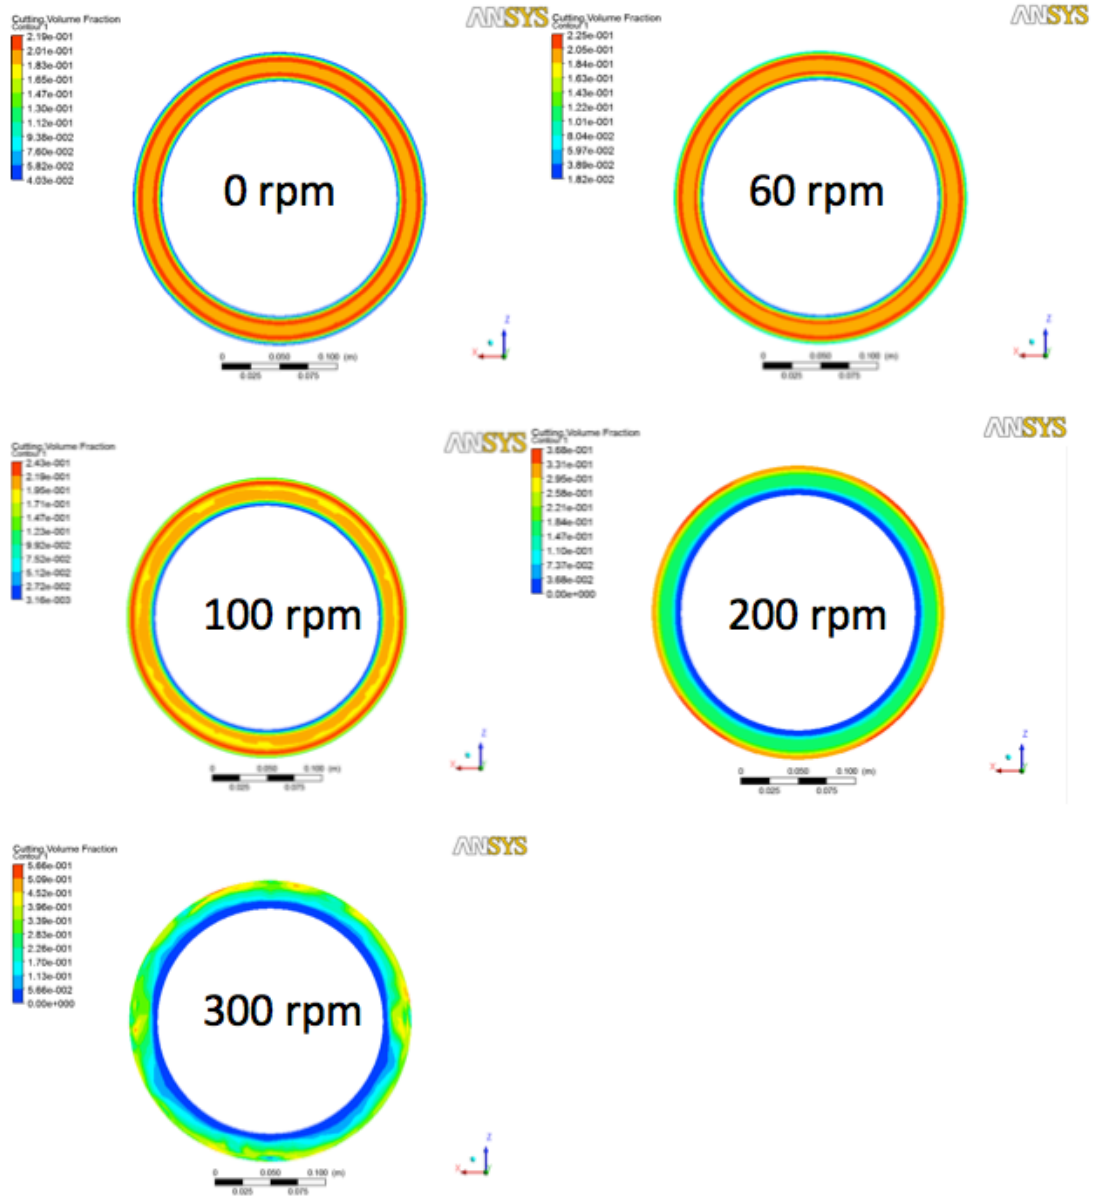 Cutting.Volume Fraction
Contour 1
2.19e-001
2.01e-001
1.83e-001
1.65e-001
1.47e-001
1.30e-001
1.12e-001
9.38e-002
7.60e-002
5.82e-002
4.03e-002
ANSYS
0 rpm
0 0.050 0.100 (m)
0.025 0.075
Z
X
Cutting.Volume Fraction
Contour 1
2.25e-001
2.05e-001
1.84e-001
1.63e-001
1.43e-001
1.22e-001
1.01e-001
8.04e-002
5.97e-002
3.89e-002
1.82e-002
ANSYS
60 rpm
0 0.050 0.100 (m)
0.025 0.075
Z
X
Cutting.Volume Fraction
Contour 1
2.43e-001
2.19e-001
1.95e-001
1.71e-001
1.47e-001
1.23e-001
9.92e-002
7.52e-002
5.12e-002
2.72e-002
3.16e-003
ANSYS
100 rpm
0 0.050 0.100 (m)
0.025 0.075
Z
X
Cutting.Volume Fraction
Contour 1
3.68e-001
3.31e-001
2.95e-001
2.58e-001
2.21e-001
1.84e-001
1.47e-001
1.10e-001
7.37e-002
3.68e-002
0.00e+000
ANSYS
200 rpm
0 0.050 0.100 (m)
0.025 0.075
Z
X
Cutting.Volume Fraction
Contour 1
5.66e-001
5.09e-001
4.52e-001
3.96e-001
3.39e-001
2.83e-001
2.26e-001
1.70e-001
1.13e-001
5.66e-002
0.00e+000
ANSYS
300 rpm
0 0.050 0.100 (m)
0.025 0.075
Z
X